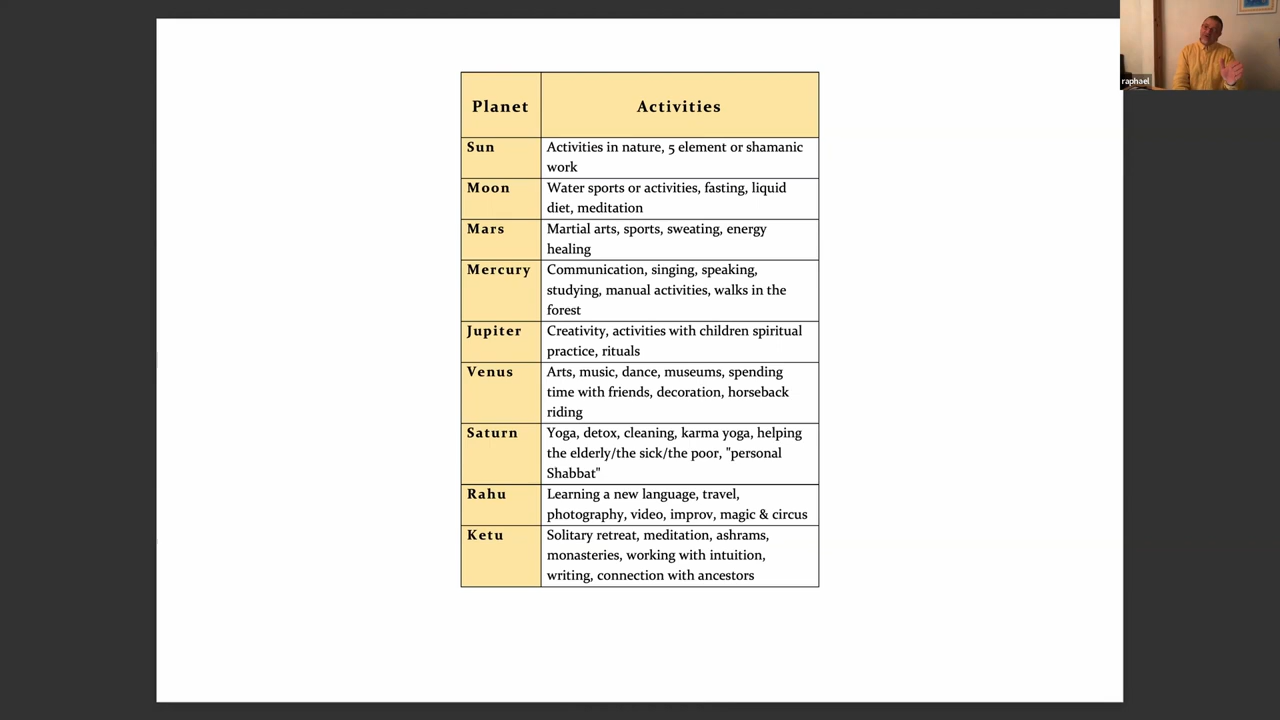 Planet Activities
Sun Activities in nature, 5 element or shamanic
work
Moon Water sports or activities, fasting, liquid
diet, meditation
Mars Martial arts, sports, sweating, energy
healing
Mercury Communication, singing, speaking,
studying, manual activities, walks in the
forest
Jupiter Creativity, activities with children spiritual
practice, rituals
Venus Arts, music, dance, museums, spending
time with friends, decoration, horseback
riding
Saturn Yoga, detox, cleaning, karma yoga, helping
the elderly/the sick/the poor, "personal
Shabbat"
Rahu Learning a new language, travel,
photography, video, improv, magic & circus
Ketu Solitary retreat, meditation, ashrams,
monasteries, working with intuition,
writing, connection with ancestors
raphael